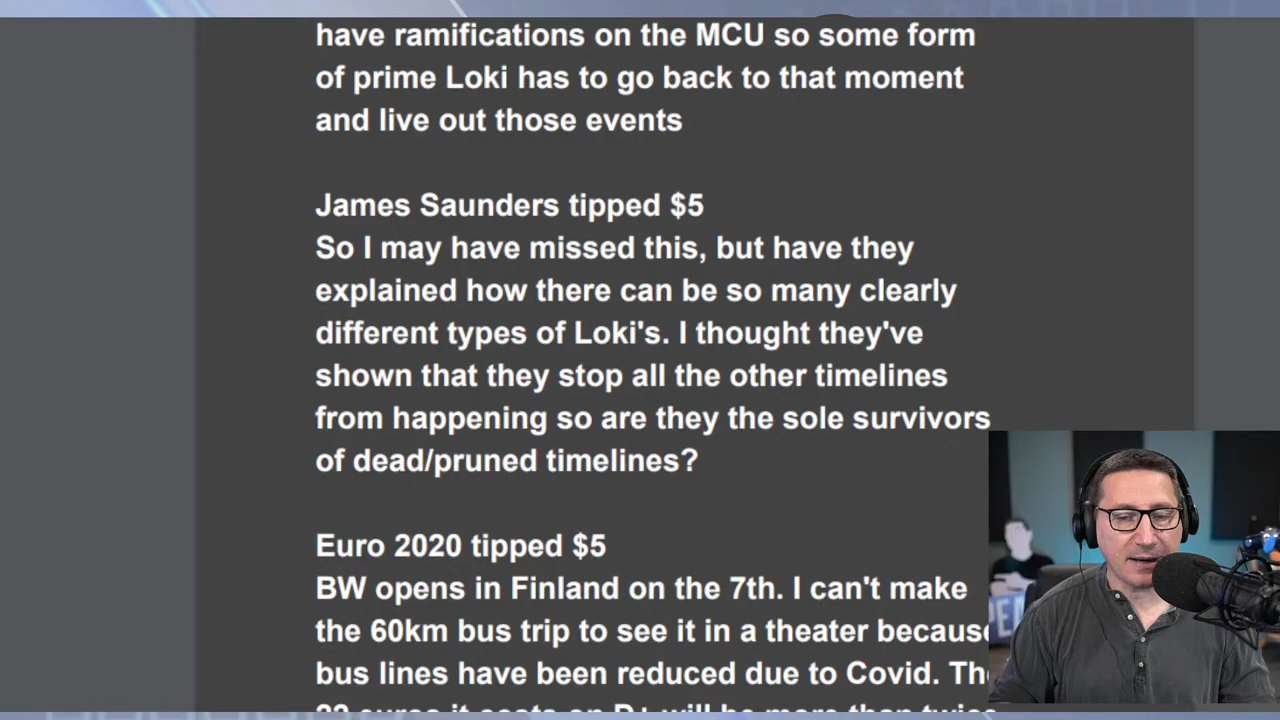 have ramifications on the MCU so some form
of prime Loki has to go back to that moment
and live out those events
James Saunders tipped $5
So I may have missed this, but have they
explained how there can be so many clearly
different types of Loki's. I thought they've
shown that they stop all the other timelines
from happening so are they the sole survivors
of dead/pruned timelines?
Euro 2020 tipped $5
BW opens in Finland on the 7th. I can't make
the 60km bus trip to see it in a theater because
bus lines have been reduced due to Covid. Th